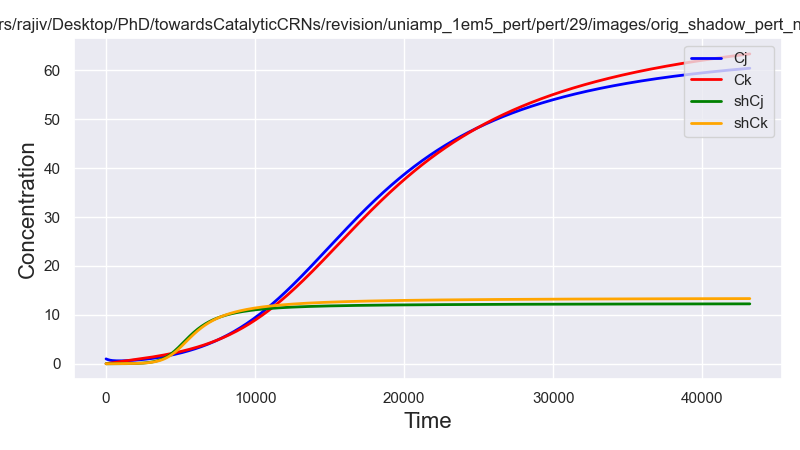 rs/rajiv/Desktop/PhD/towardsCatalyticCRNs/revision/uniamp_1em5_pert/pert/29/images/orig_shadow_pert_n
60
50
40
30
20
10
0
Concentration
Cj
Ck
shCj
shCk
0 10000 20000 30000 40000
Time